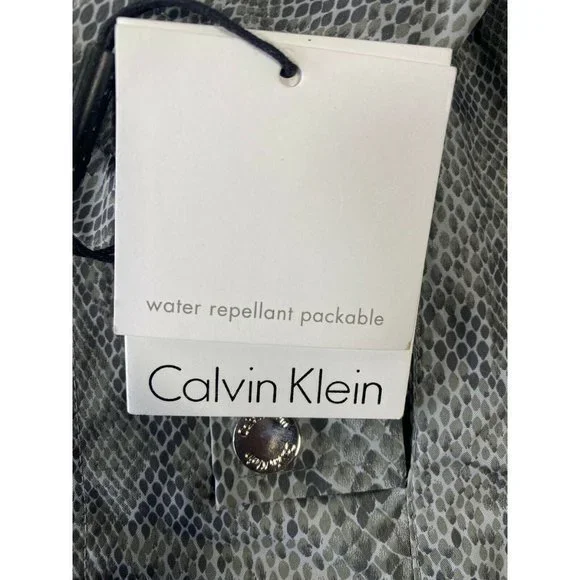 water repellant packable
Calvin Klein